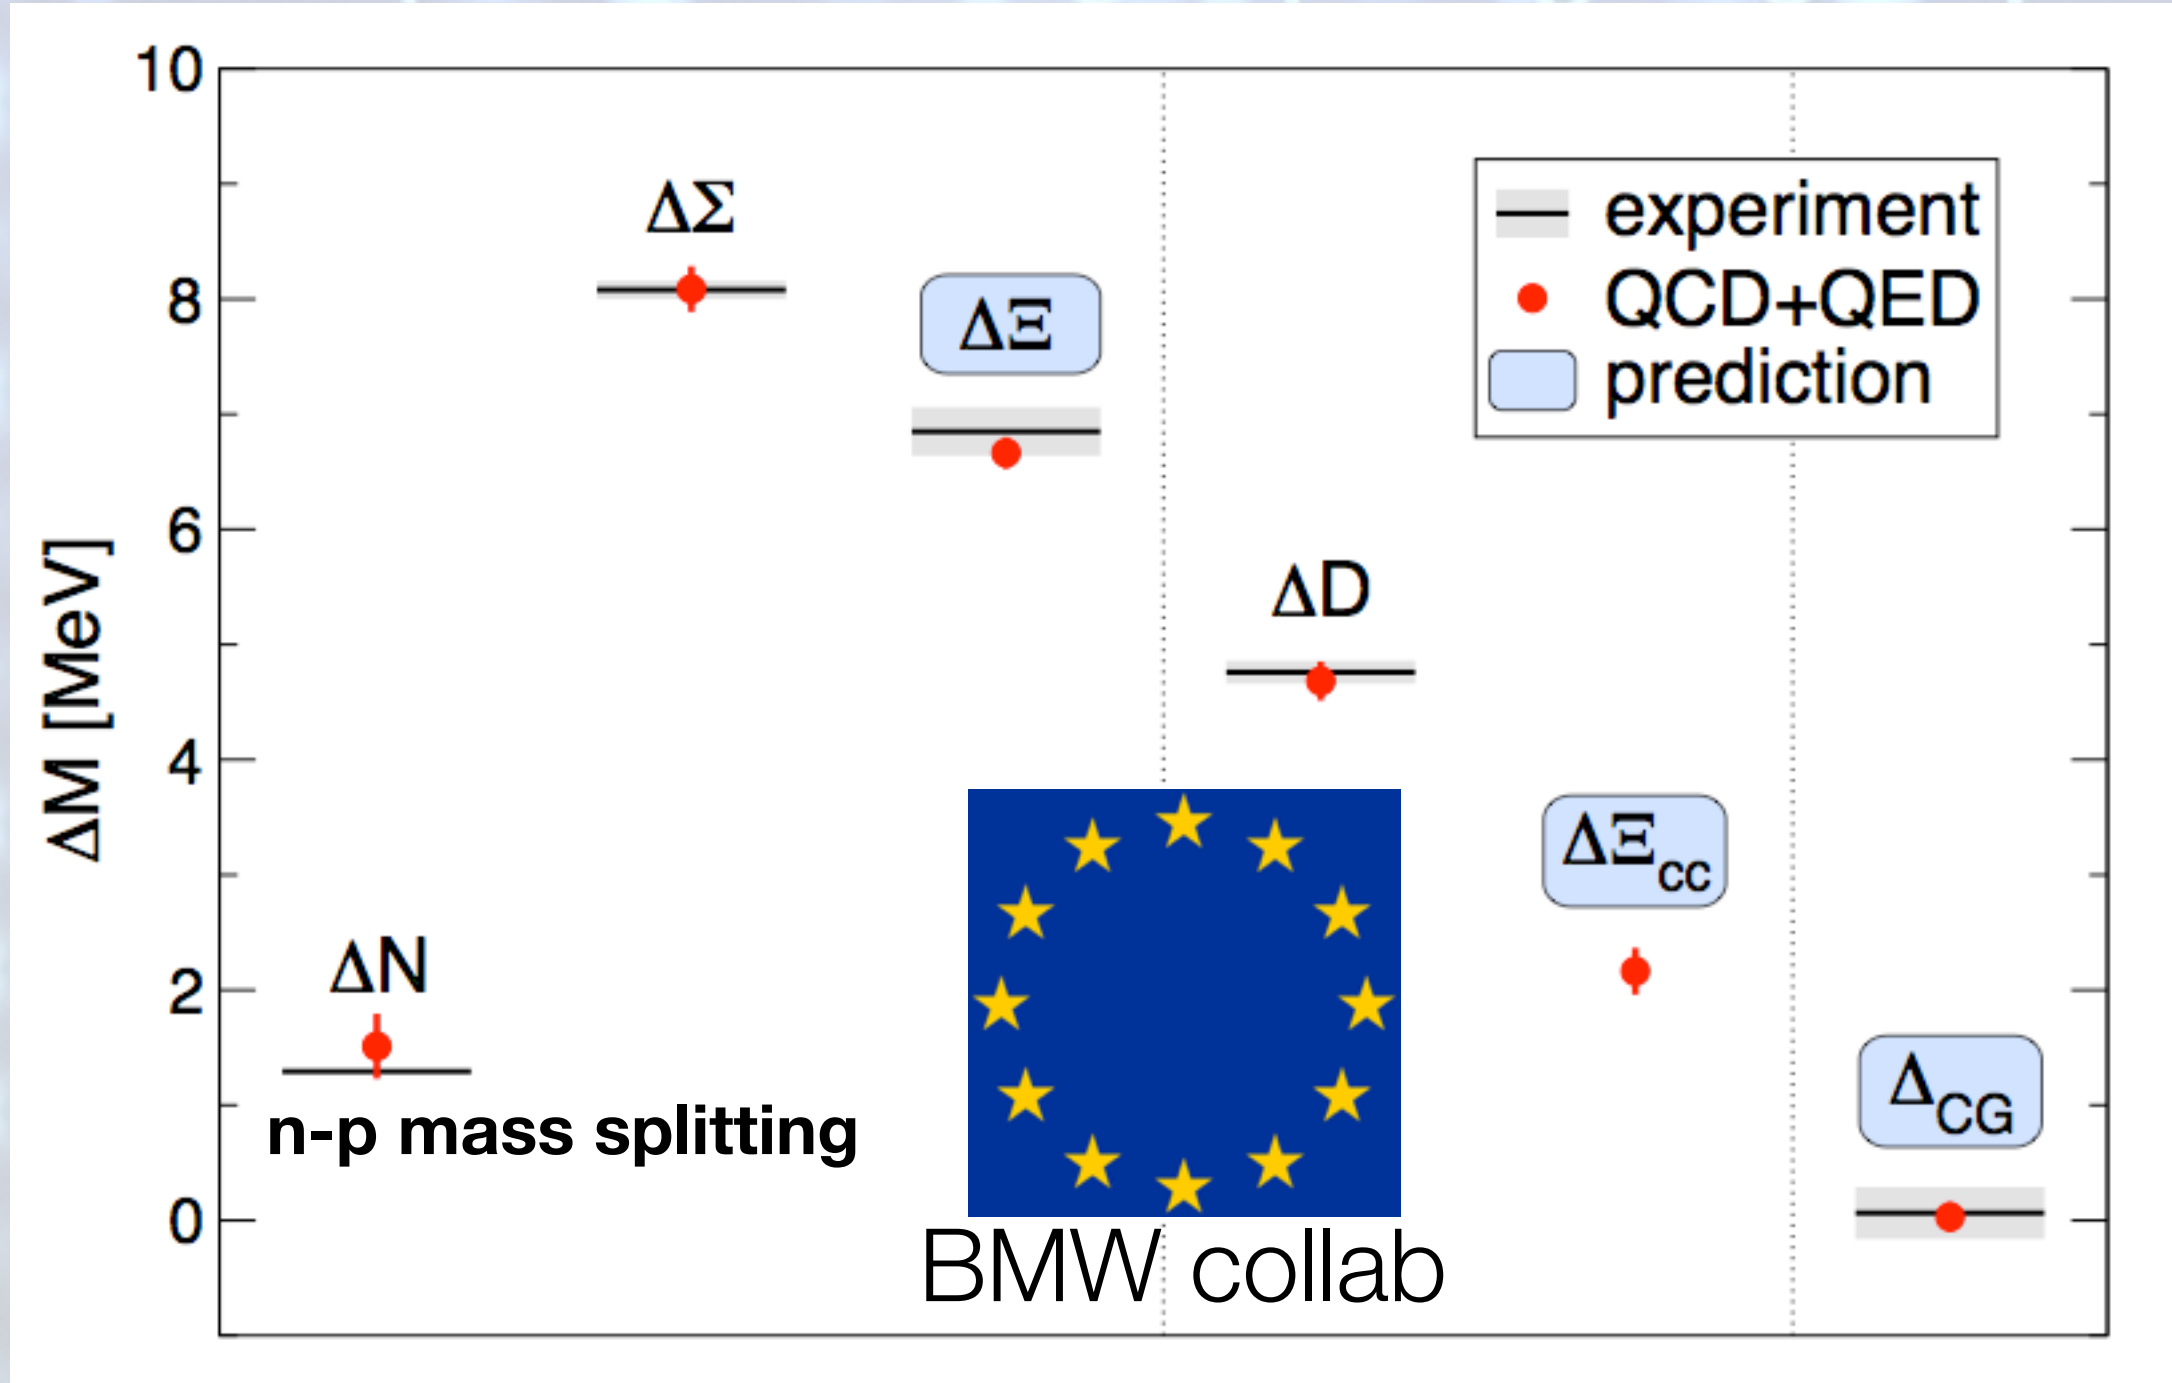 10
8
6
4
2
0
ΔM [MeV]
ΔΣ
ΔΞ
experiment
QCD+QED
prediction
ΔD
ΔΞcc
ΔN
n-p mass splitting
ΔCG
BMW collab